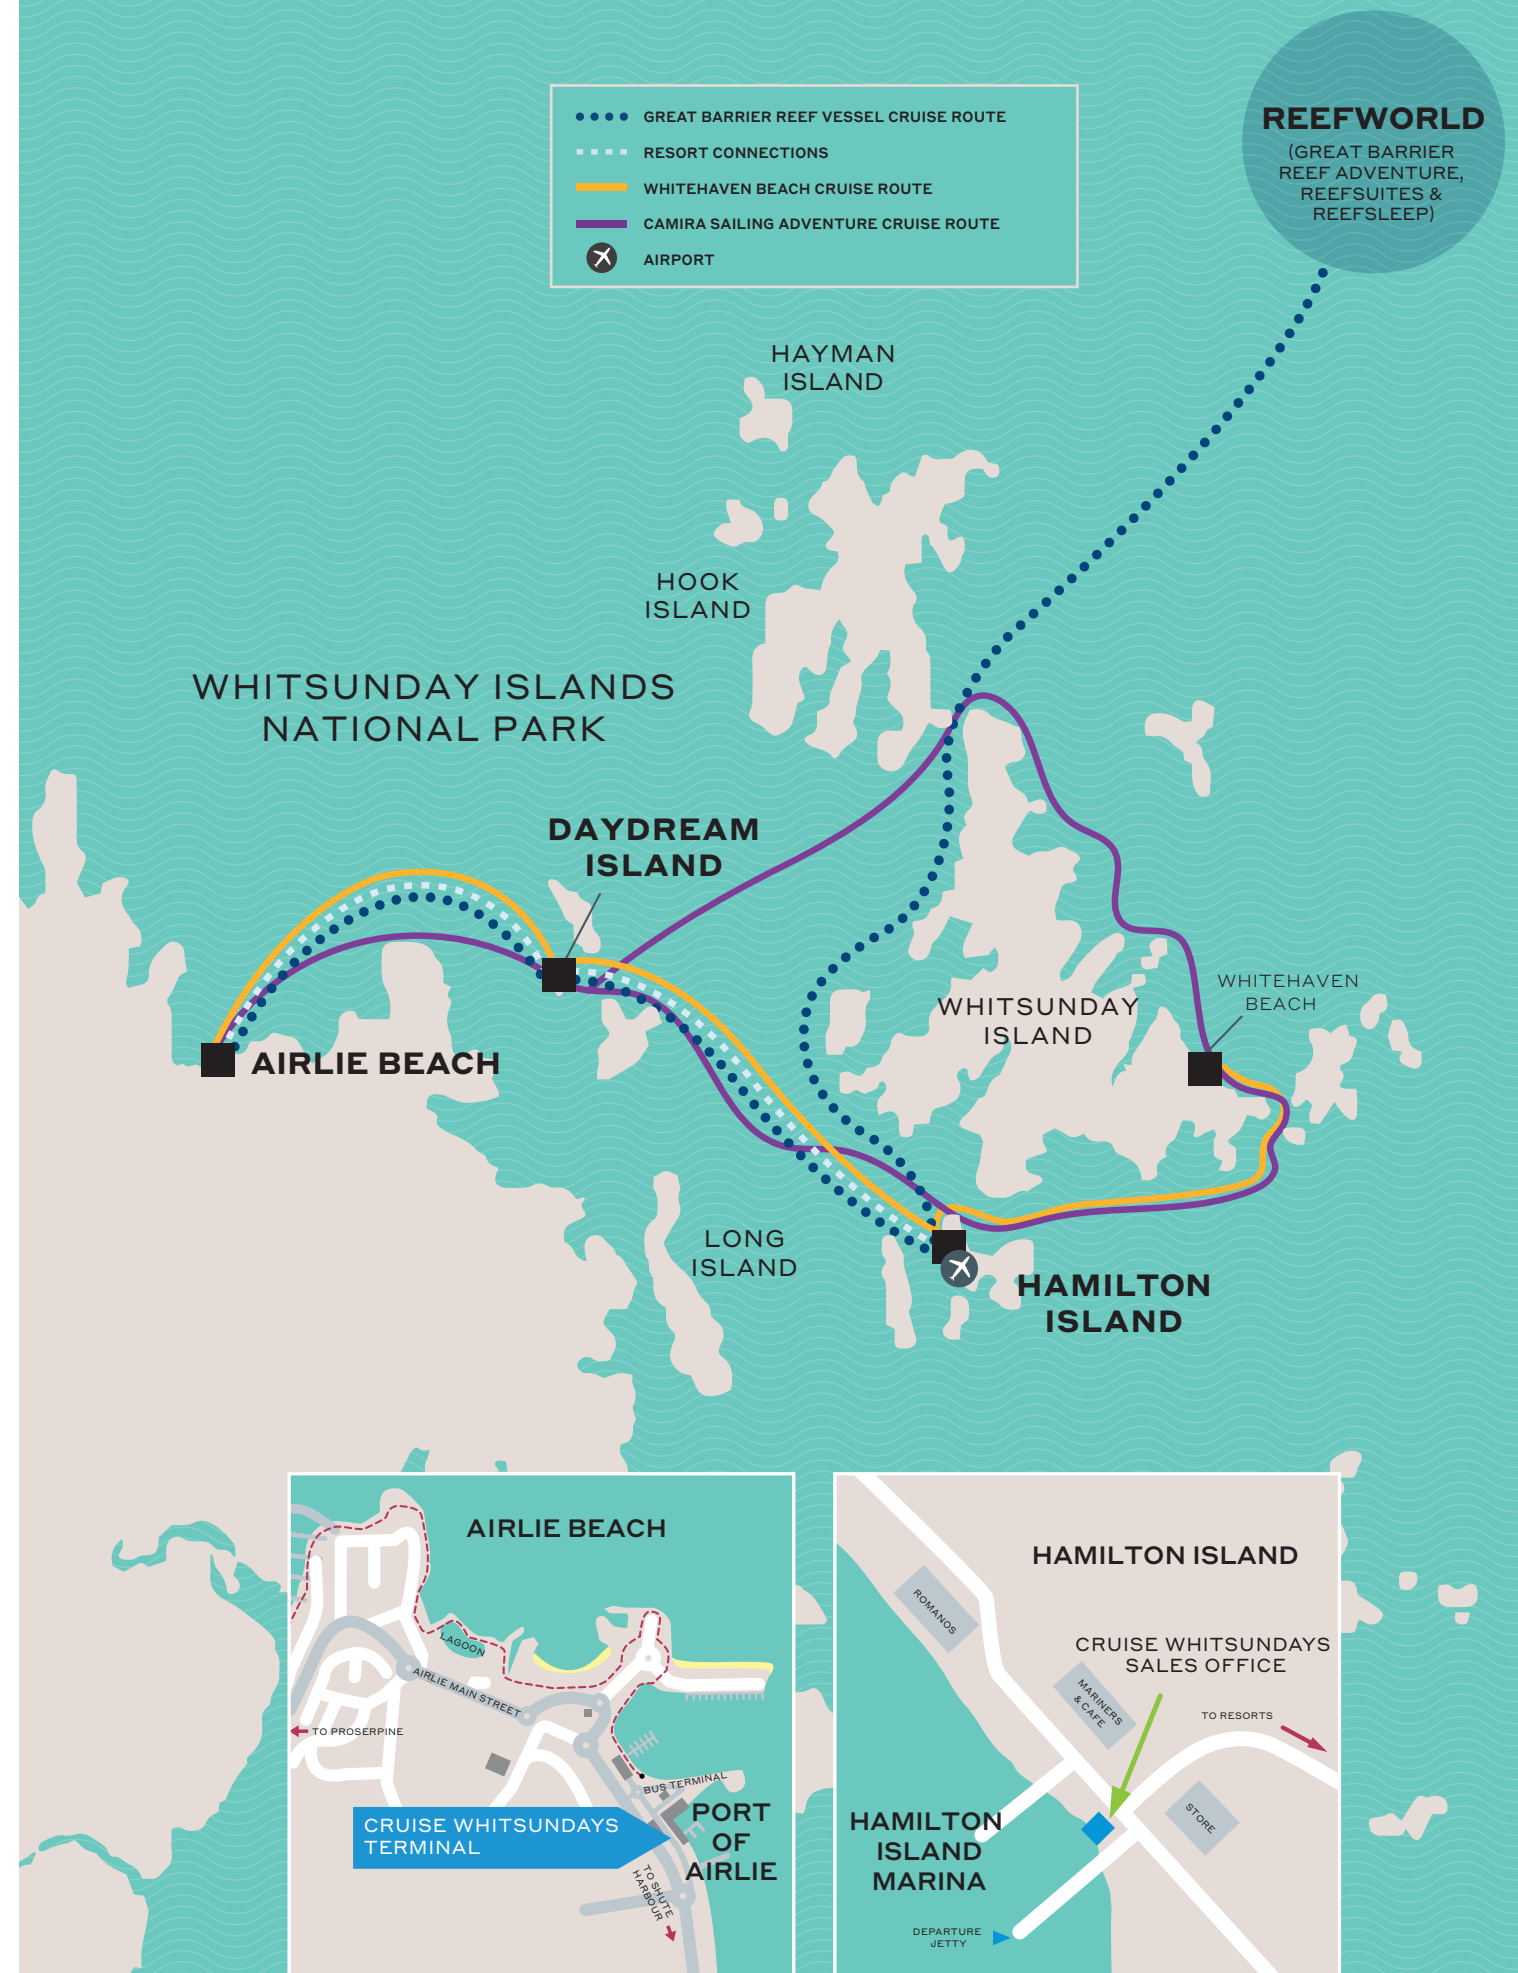 REEFWORLD
(GREAT BARRIER
REEF ADVENTURE,
REEFSUITES &
REEFSLEEP)
GREAT BARRIER REEF VESSEL CRUISE ROUTE
RESORT CONNECTIONS
WHITEHAVEN BEACH CRUISE ROUTE
CAMIRA SAILING ADVENTURE CRUISE ROUTE
AIRPORT
HAYMAN
ISLAND
HOOK
ISLAND
WHITSUNDAY ISLANDS
NATIONAL PARK
DAYDREAM
ISLAND
WHITSUNDAY
ISLAND
WHITEHAVEN
BEACH
AIRLIE BEACH
LONG
ISLAND
HAMILTON
ISLAND
AIRLIE BEACH
LAGOON
AIRLIE MAIN STREET
TO PROSERPINE
BUS TERMINAL
CRUISE WHITSUNDAYS
TERMINAL
PORT
OF
AIRLIE
TO SHUTE
HARBOUR
HAMILTON ISLAND
ROMANOS
CRUISE WHITSUNDAYS
SALES OFFICE
MARINERS
& CAFE
TO RESORTS
STORE
HAMILTON
ISLAND
MARINA
DEPARTURE
JETTY